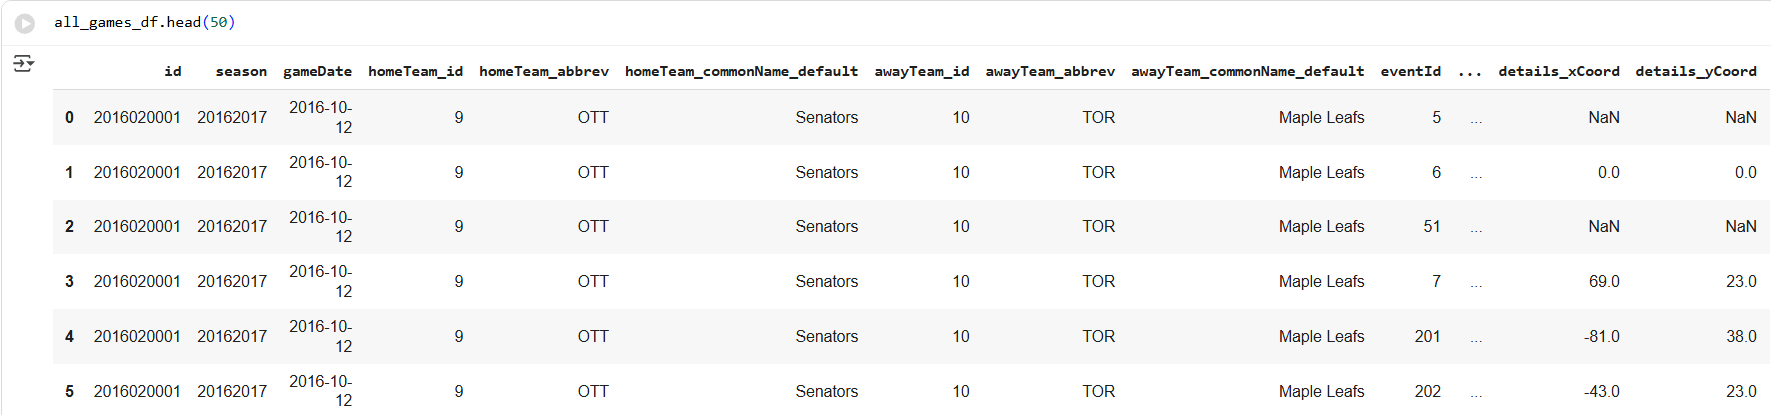 all_games_df.head(50)
id season gameDate homeTeam_id homeTeam_abbrev homeTeam_commonName_default awayTeam_id awayTeam_abbrev awayTeam_commonName_default eventId ... details_xCoord details_yCoord
0 2016020001 20162017 2016-10-12 9 OTT Senators 10 TOR Maple Leafs 5 ... NaN NaN
1 2016020001 20162017 2016-10-12 9 OTT Senators 10 TOR Maple Leafs 6 ... 0.0 0.0
2 2016020001 20162017 2016-10-12 9 OTT Senators 10 TOR Maple Leafs 51 ... NaN NaN
3 2016020001 20162017 2016-10-12 9 OTT Senators 10 TOR Maple Leafs 7 ... 69.0 23.0
4 2016020001 20162017 2016-10-12 9 OTT Senators 10 TOR Maple Leafs 201 ... -81.0 38.0
5 2016020001 20162017 2016-10-12 9 OTT Senators 10 TOR Maple Leafs 202 ... -43.0 23.0